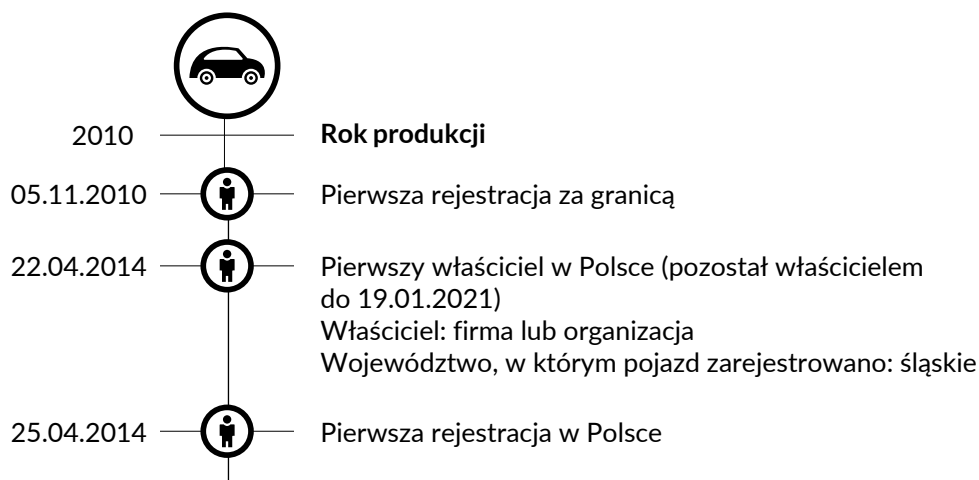 2010 Rok produkcji
05.11.2010 Pierwsza rejestracja za granicą
22.04.2014 Pierwszy właściciel w Polsce (pozostał właścicielem
do 19.01.2021)
Właściciel: firma lub organizacja
Województwo, w którym pojazd zarejestrowano: śląskie
25.04.2014 Pierwsza rejestracja w Polsce